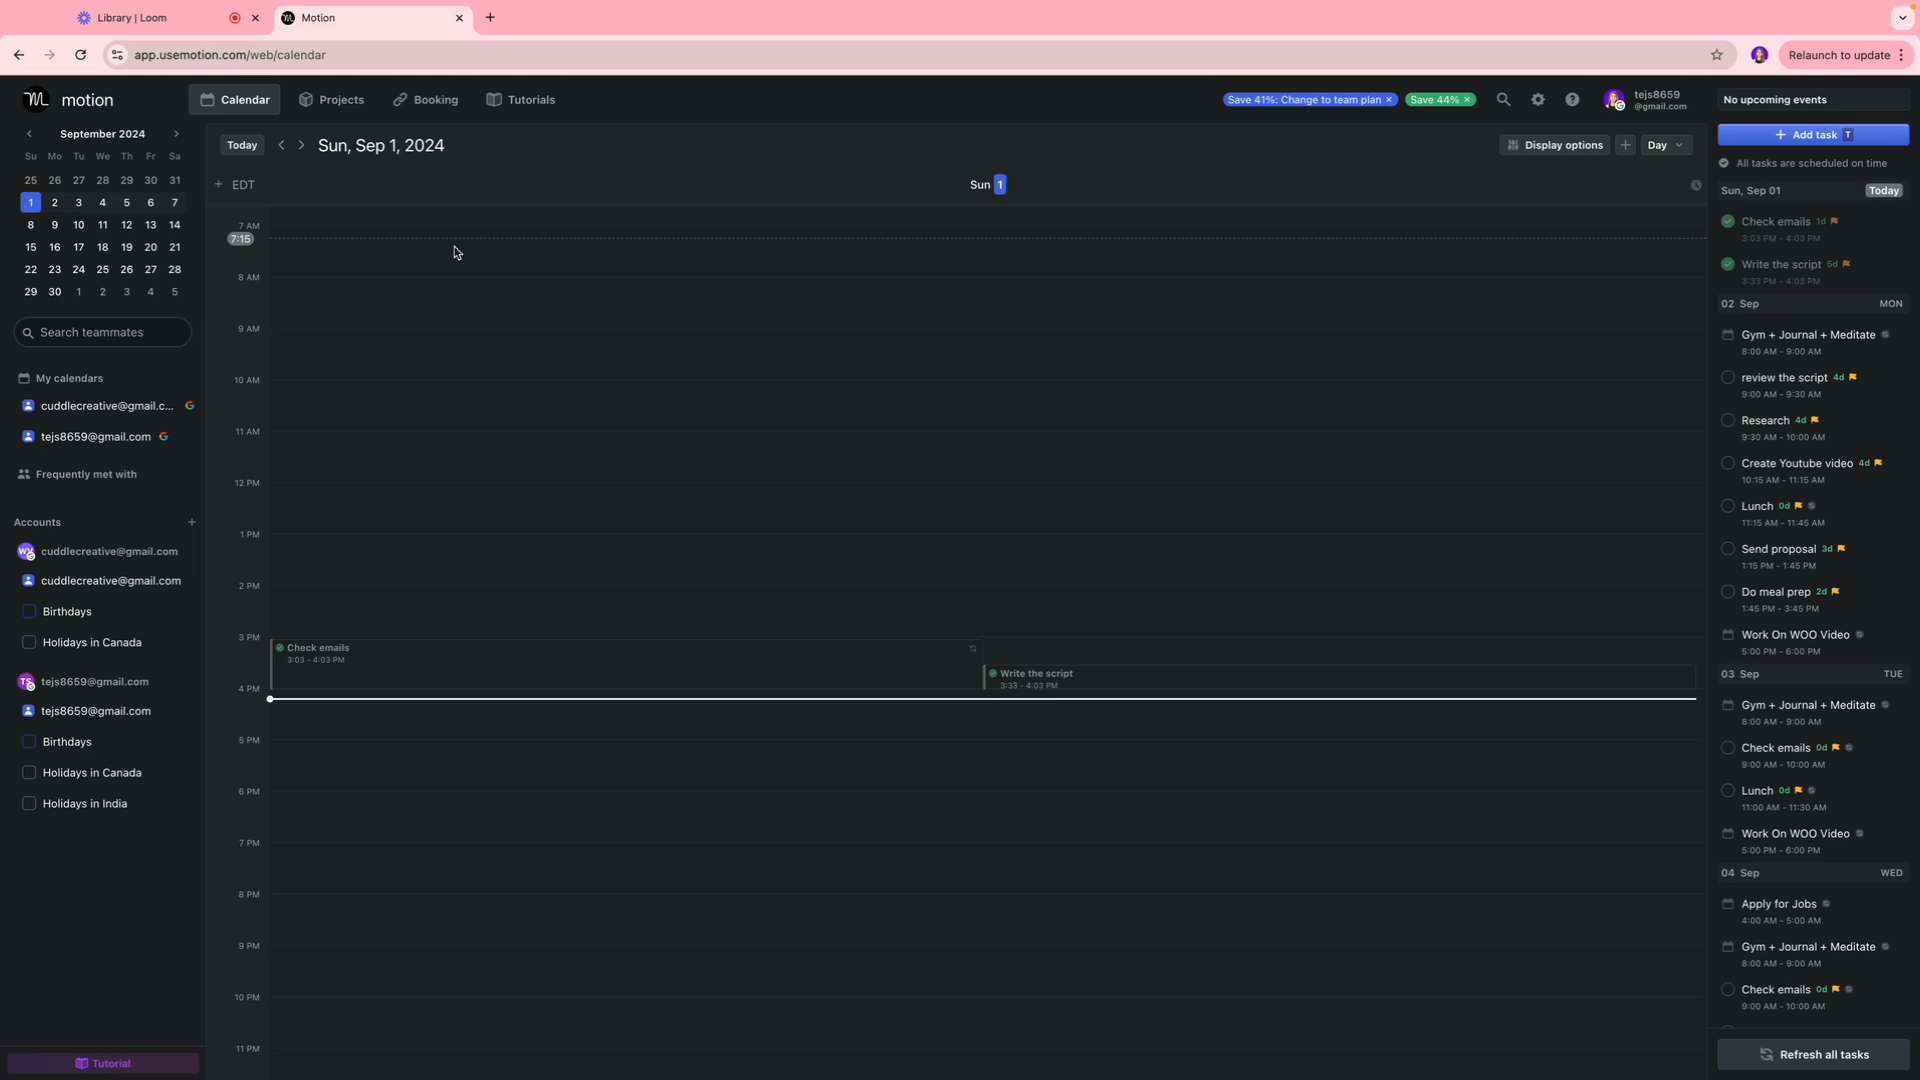 Library | Loom
Motion
app.usemotion.com/web/calendar
Relaunch to update
motion
Calendar
Projects
Booking
Tutorials
Save 41%: Change to team plan ×
Save 44% ×
tejs8659
@gmail.com
No upcoming events
September 2024
Su Mo Tu We Th Fr Sa
25 26 27 28 29 30 31
1 2 3 4 5 6 7
8 9 10 11 12 13 14
15 16 17 18 19 20 21
22 23 24 25 26 27 28
29 30 1 2 3 4 5
Search teammates
My calendars
cuddlecreative@gmail.c...
tejs8659@gmail.com
Frequently met with
Accounts
cuddlecreative@gmail.com
cuddlecreative@gmail.com
Birthdays
Holidays in Canada
TS
tejs8659@gmail.com
tejs8659@gmail.com
Birthdays
Holidays in Canada
Holidays in India
Tutorial
Today
Sun, Sep 1, 2024
Display options
Day
EDT
Sun 1
7 AM
7:15
8 AM
9 AM
10 AM
11 AM
12 PM
1 PM
2 PM
3 PM
Check emails
3:03 - 4:03 PM
Write the script
3:33 - 4:03 PM
4 PM
5 PM
6 PM
7 PM
8 PM
9 PM
10 PM
11 PM
+ Add task T
All tasks are scheduled on time
Sun, Sep 01 Today
Check emails 1d
3:03 PM - 4:03 PM
Write the script 5d
3:33 PM - 4:03 PM
02 Sep MON
Gym + Journal + Meditate
8:00 AM - 9:00 AM
review the script 4d
9:00 AM - 9:30 AM
Research 4d
9:30 AM - 10:00 AM
Create Youtube video 4d
10:15 AM - 11:15 AM
Lunch 0d
11:15 AM - 11:45 AM
Send proposal 3d
1:15 PM - 1:45 PM
Do meal prep 2d
1:45 PM - 3:45 PM
Work On WOO Video
5:00 PM - 6:00 PM
03 Sep TUE
Gym + Journal + Meditate
8:00 AM - 9:00 AM
Check emails 0d
9:00 AM - 10:00 AM
Lunch 0d
11:00 AM - 11:30 AM
Work On WOO Video
5:00 PM - 6:00 PM
04 Sep WED
Apply for Jobs
4:00 AM - 5:00 AM
Gym + Journal + Meditate
8:00 AM - 9:00 AM
Check emails 0d
9:00 AM - 10:00 AM
Refresh all tasks